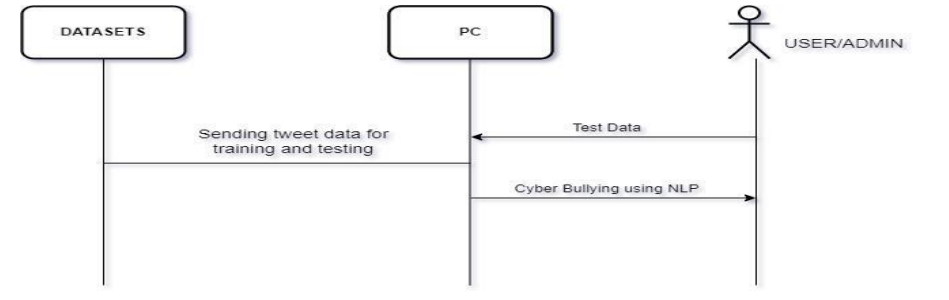 DATASETS
PC
USER/ADMIN
Test Data
Sending tweet data for
training and testing
Cyber Bullying using NLP